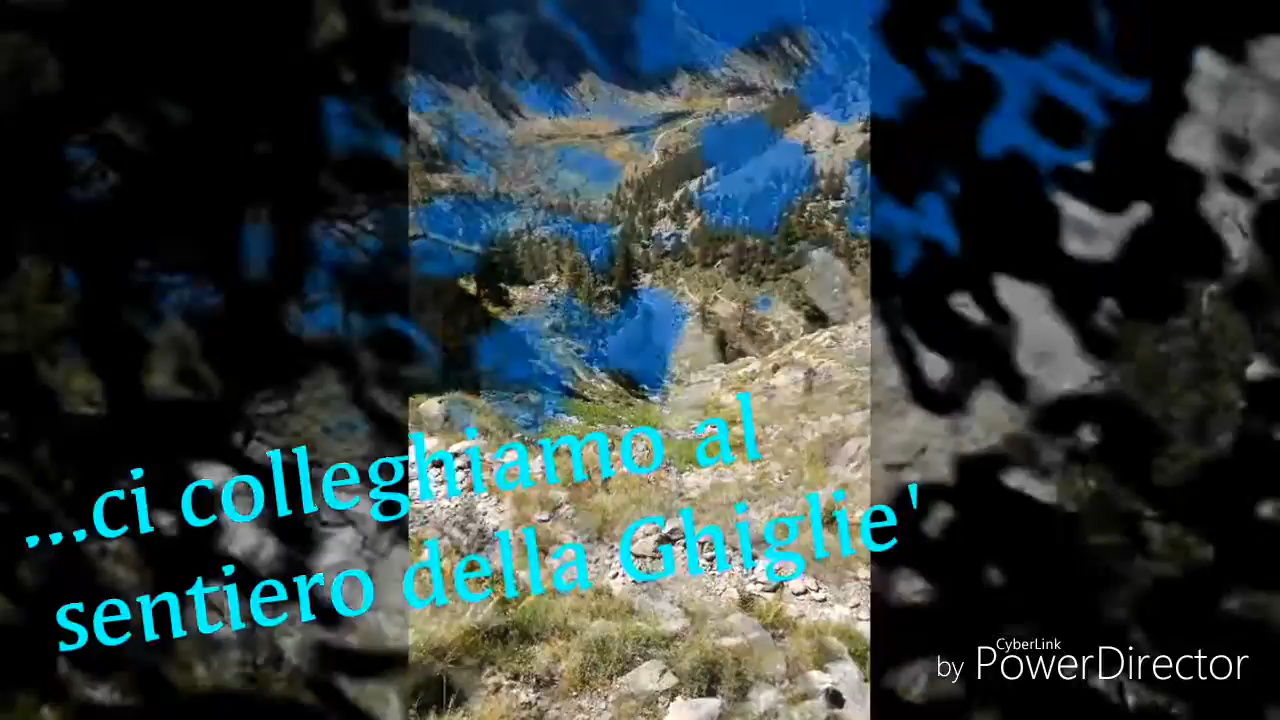 ...ci colleghiamo al
sentiero della Ghiglie'
CyberLink
by PowerDirector